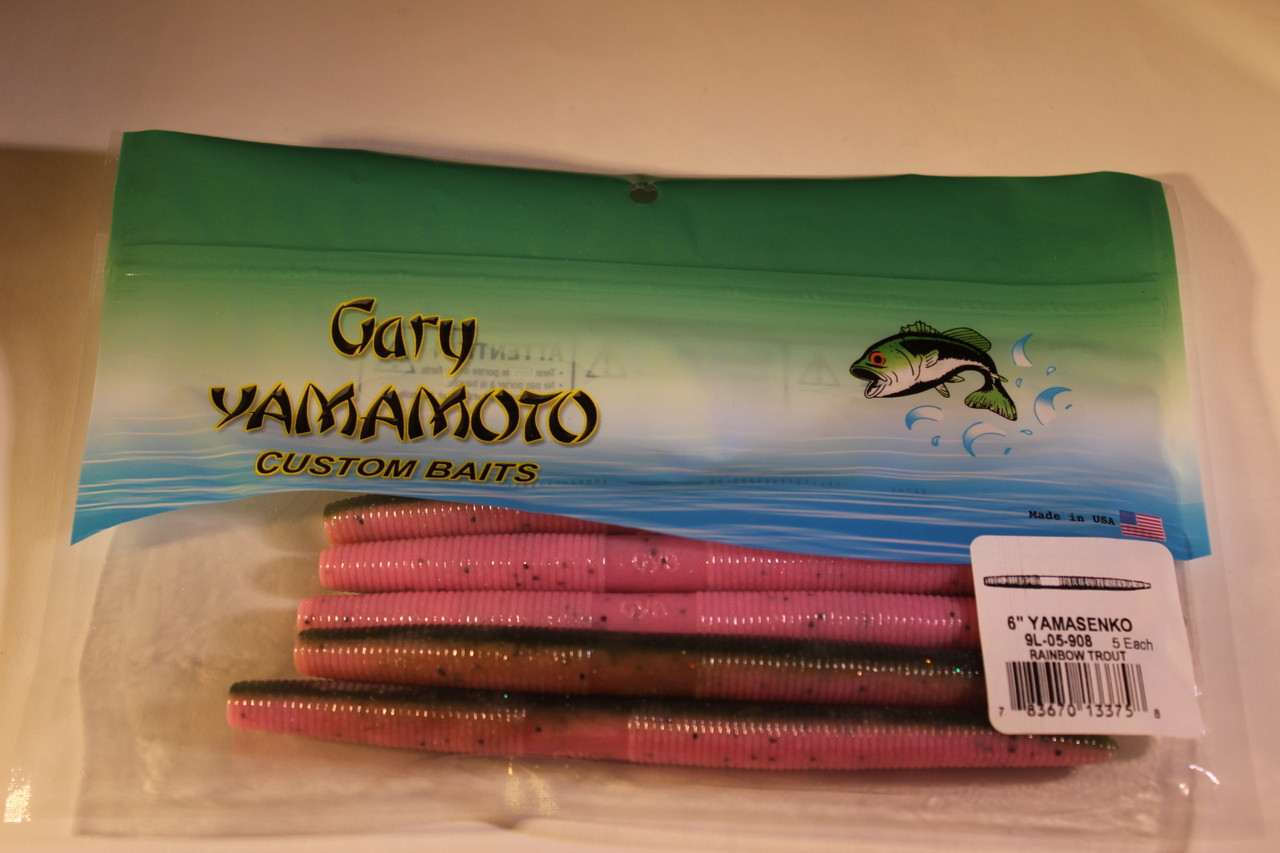 Gary
YAMAMOTO
CUSTOM BAITS
Made in USA
6" YAMASENKO
9L-05-908 5 Each
RAINBOW TROUT
7 83670 13375 8